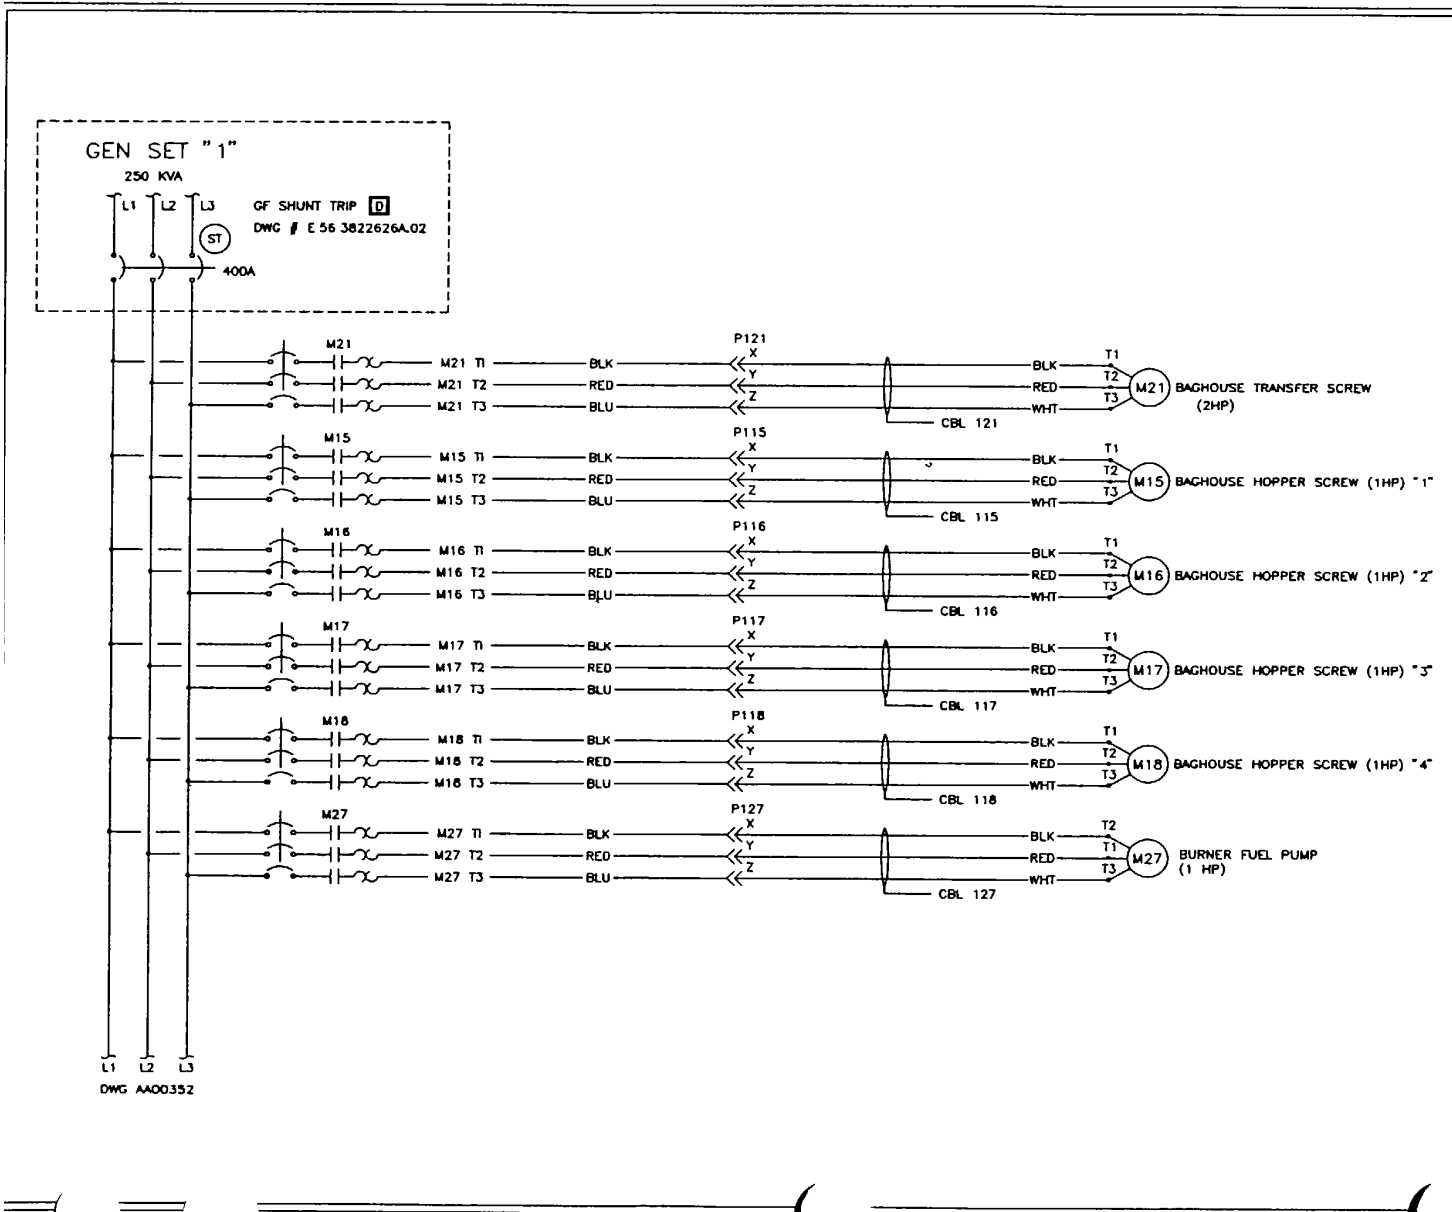 GEN SET "1"
250 KVA
L1 L2 L3 GF SHUNT TRIP D
ST DWG # E 56 3822626A.02
400A
M21 P121
M21 T1 BLK X BLK T1
M21 T2 RED Y RED T2 M21 BAGHOUSE TRANSFER SCREW
M21 T3 BLU Z WHT T3 (2HP)
CBL 121
M15 P115
M15 T1 BLK X BLK T1
M15 T2 RED Y RED T2 M15 BAGHOUSE HOPPER SCREW (1HP) "1"
M15 T3 BLU Z WHT T3
CBL 115
M16 P116
M16 T1 BLK X BLK T1
M16 T2 RED Y RED T2 M16 BAGHOUSE HOPPER SCREW (1HP) "2"
M16 T3 BLU Z WHT T3
CBL 116
M17 P117
M17 T1 BLK X BLK T1
M17 T2 RED Y RED T2 M17 BAGHOUSE HOPPER SCREW (1HP) "3"
M17 T3 BLU Z WHT T3
CBL 117
M18 P118
M18 T1 BLK X BLK T1
M18 T2 RED Y RED T2 M18 BAGHOUSE HOPPER SCREW (1HP) "4"
M18 T3 BLU Z WHT T3
CBL 118
M27 P127
M27 T1 BLK X BLK T2
M27 T2 RED Y RED T1 M27 BURNER FUEL PUMP
M27 T3 BLU Z WHT T3 (1 HP)
CBL 127
L1 L2 L3
DWG AA00352